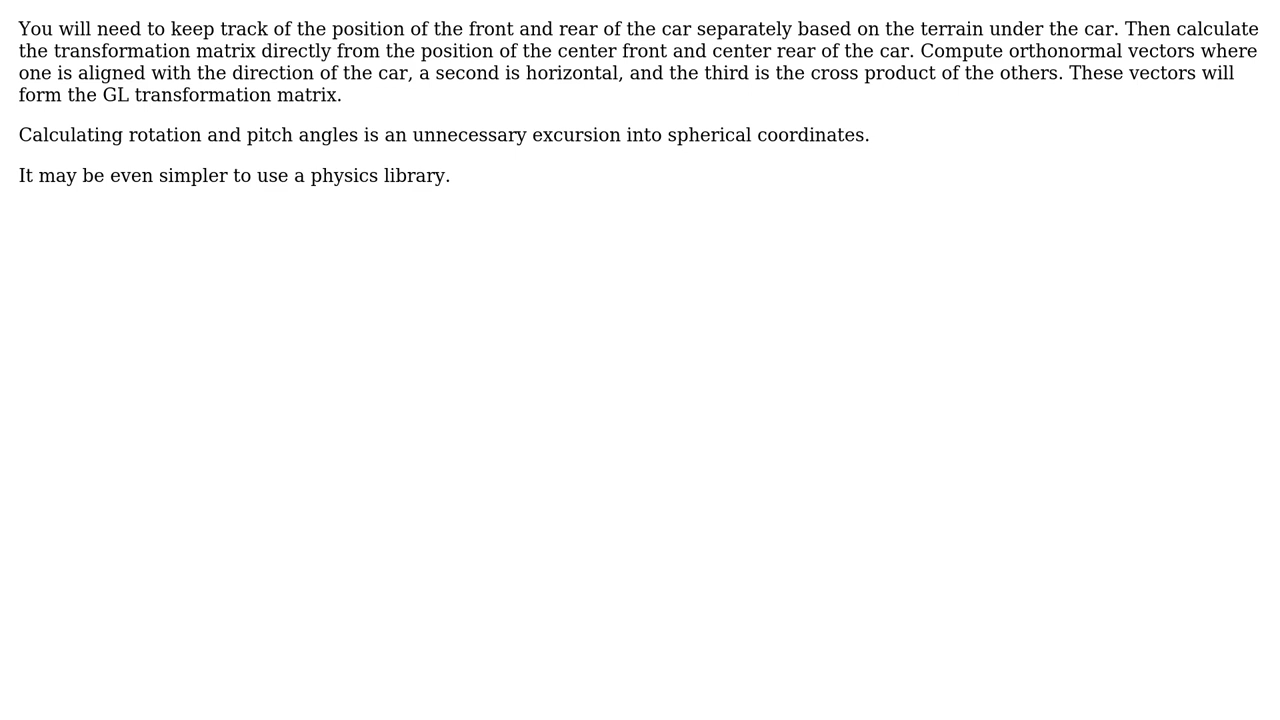 You will need to keep track of the position of the front and rear of the car separately based on the terrain under the car. Then calculate
the transformation matrix directly from the position of the center front and center rear of the car. Compute orthonormal vectors where
one is aligned with the direction of the car, a second is horizontal, and the third is the cross product of the others. These vectors will
form the GL transformation matrix.
Calculating rotation and pitch angles is an unnecessary excursion into spherical coordinates.
It may be even simpler to use a physics library.